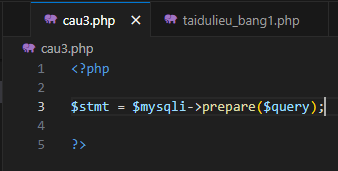 cau3.php taidulieu_bang1.php
cau3.php
1 <?php
2
3 $stmt = $mysqli->prepare($query);
4
5 ?>